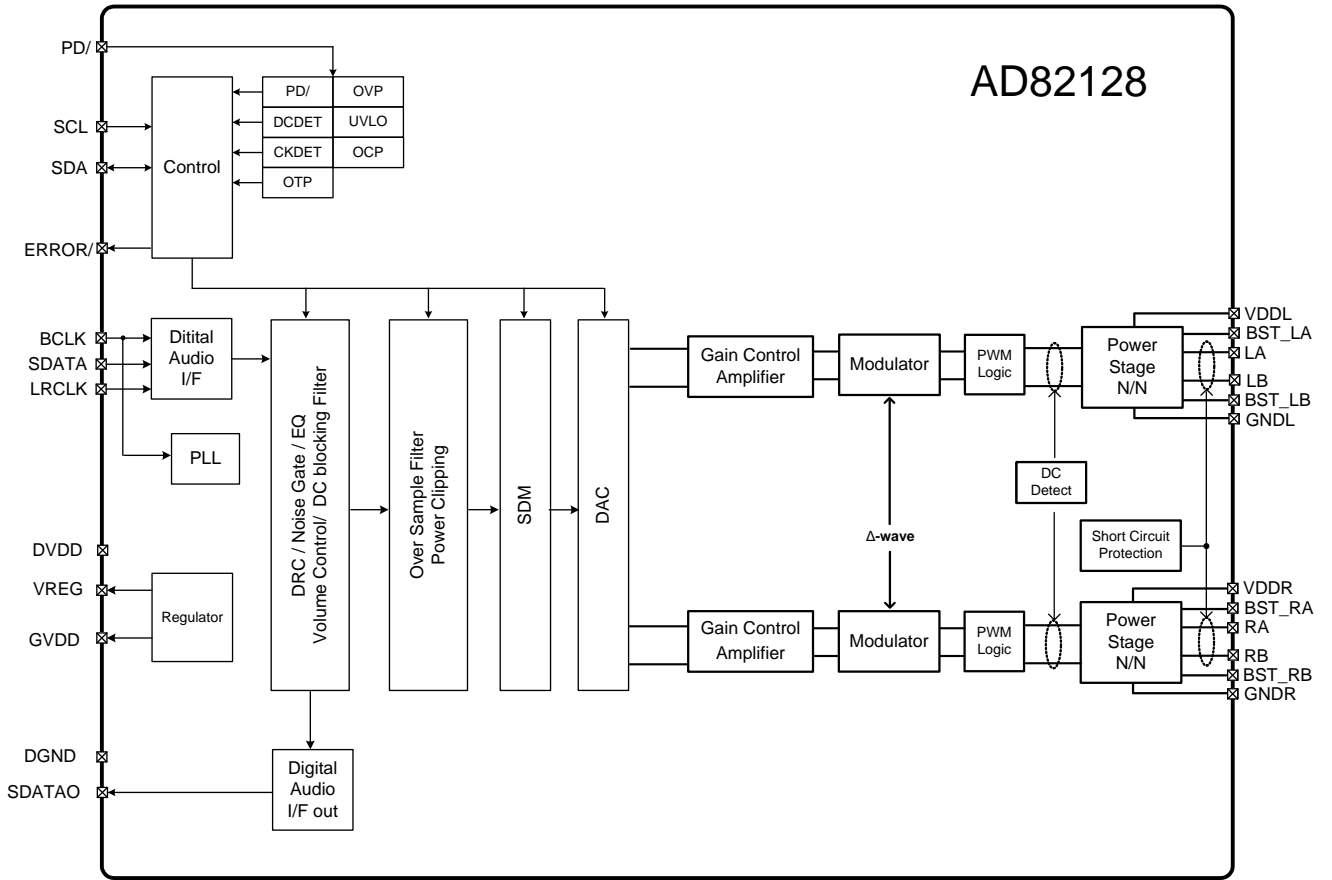 AD82128
PD/
SCL
SDA
ERROR/
BCLK
SDATA
LRCLK
DVDD
VREG
GVDD
DGND
SDATAO
Control
PD/
OVP
DCDET
UVLO
CKDET
OCP
OTP
Ditital
Audio
I/F
PLL
Regulator
DRC / Noise Gate / EQ
Volume Control/ DC blocking Filter
Over Sample Filter
Power Clipping
SDM
DAC
Digital
Audio
I/F out
Gain Control
Amplifier
Modulator
PWM
Logic
Power
Stage
N/N
VDDL
BST_LA
LA
LB
BST_LB
GNDL
DC
Detect
Δ-wave
Short Circuit
Protection
Gain Control
Amplifier
Modulator
PWM
Logic
Power
Stage
N/N
VDDR
BST_RA
RA
RB
BST_RB
GNDR